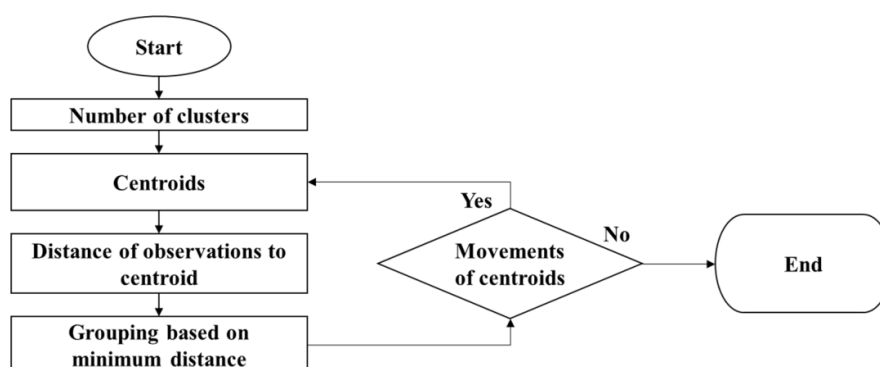 Start
Number of clusters
Centroids
Distance of observations to
centroid
Grouping based on
minimum distance
Yes
Movements
of centroids
No
End